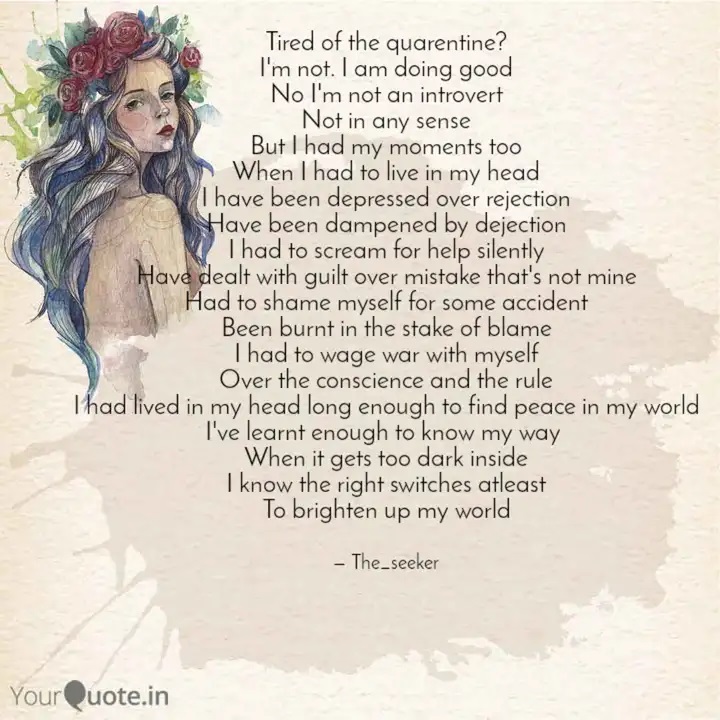 Tired of the quarentine?
I'm not. I am doing good
No I'm not an introvert
Not in any sense
But I had my moments too
When I had to live in my head
I have been depressed over rejection
Have been dampened by dejection
I had to scream for help silently
Have dealt with guilt over mistake that's not mine
Had to shame myself for some accident
Been burnt in the stake of blame
I had to wage war with myself
Over the conscience and the rule
I had lived in my head long enough to find peace in my world
I've learnt enough to know my way
When it gets too dark inside
I know the right switches atleast
To brighten up my world
– The_seeker
YourQuote.in